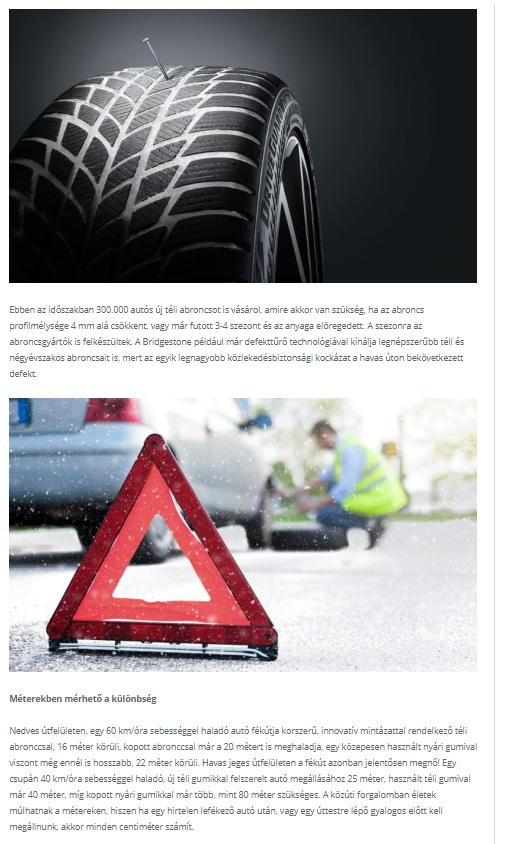 Ebben az időszakban 300.000 autós új téli abroncsot is vásárol, amire akkor van szükség, ha az abroncs
profilmélysége 4 mm alá csökkent, vagy már futott 3-4 szezont és az anyaga elöregedett. A szezonra az
abroncsgyártók is felkészültek. A Bridgestone például már defekttűrő technológiával kínálja legnépszerűbb téli és
négyévszakos abroncsait is, mert az egyik legnagyobb közlekedésbiztonsági kockázat a havas úton bekövetkezett
defekt.
Méterekben mérhető a különbség
Nedves útfelületen, egy 60 km/óra sebességgel haladó autó fékútja korszerű, innovatív mintázattal rendelkező téli
abronccsal, 16 méter körüli, kopott abronccsal már a 20 métert is meghaladja, egy közepesen használt nyári gumival
viszont még ennél is hosszabb, 22 méter körüli. Havas jeges útfelületen a fékút azonban jelentősen megnő! Egy
csupán 40 km/óra sebességgel haladó, új téli gumikkal felszerelt autó megállásához 25 méter, használt téli gumival
már 40 méter, míg kopott nyári gumikkal már több, mint 80 méter szükséges. A közúti forgalomban életek
múlhatnak a métereken, hiszen ha egy hirtelen lefékező autó után, vagy egy úttestre lépő gyalogos előtt kell
megállnunk, akkor minden centiméter számít.